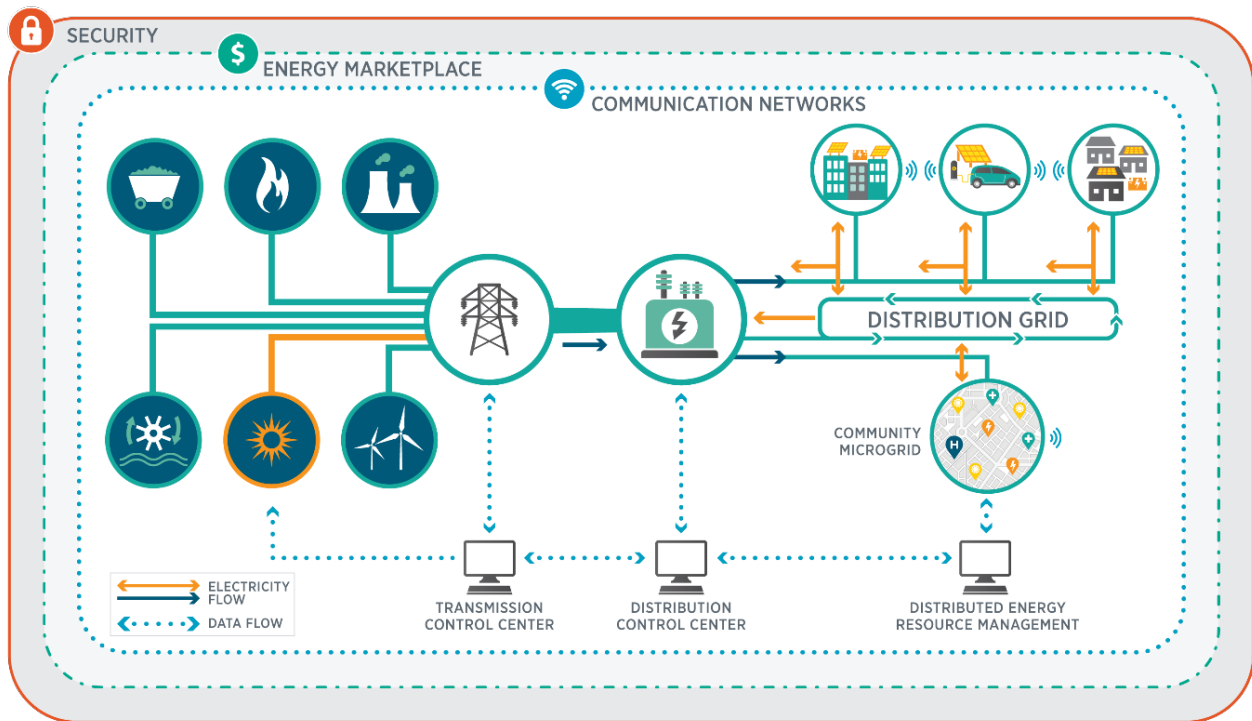 SECURITY
$
ENERGY MARKETPLACE
COMMUNICATION NETWORKS
DISTRIBUTION GRID
COMMUNITY
MICROGRID
H
ELECTRICITY
FLOW
DATA FLOW
TRANSMISSION
CONTROL CENTER
DISTRIBUTION
CONTROL CENTER
DISTRIBUTED ENERGY
RESOURCE MANAGEMENT